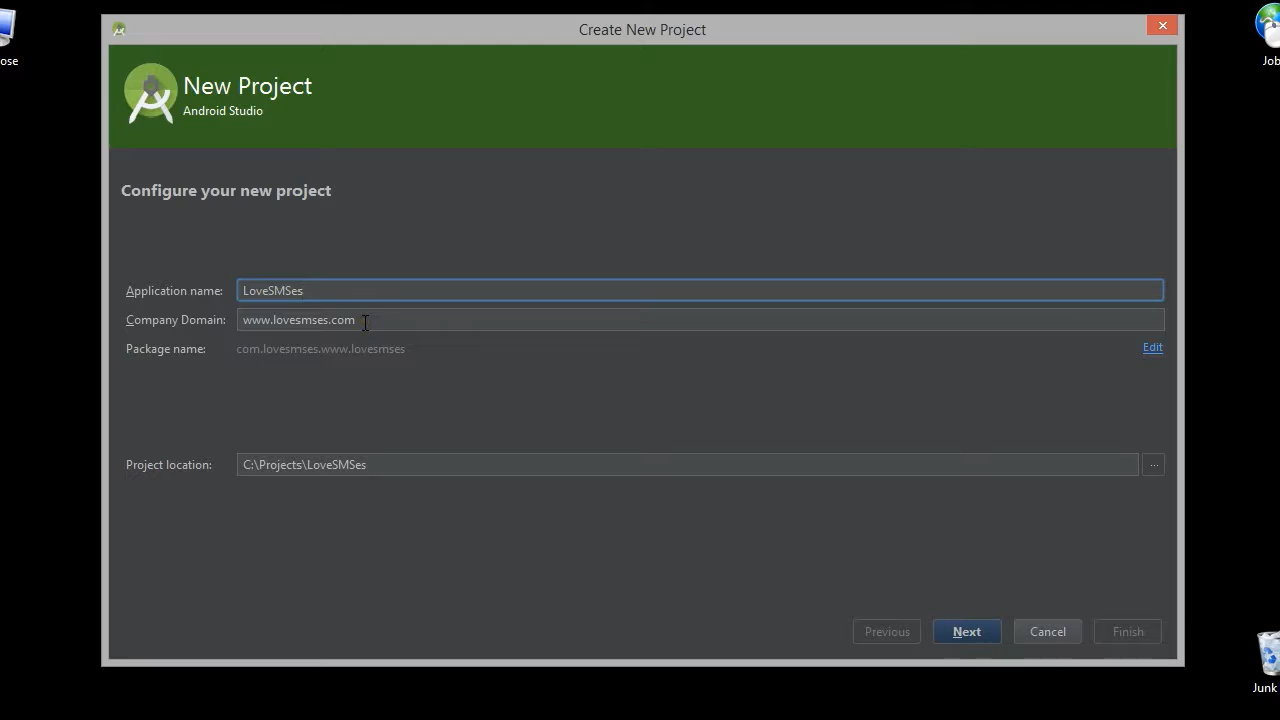 Create New Project
ose
Job
New Project
Android Studio
Configure your new project
Application name: LoveSMSes
Company Domain: www.lovesmses.com
Package name: com.lovesmses.www.lovesmses Edit
Project location: C:\Projects\LoveSMSes ...
Previous Next Cancel Finish
Junk